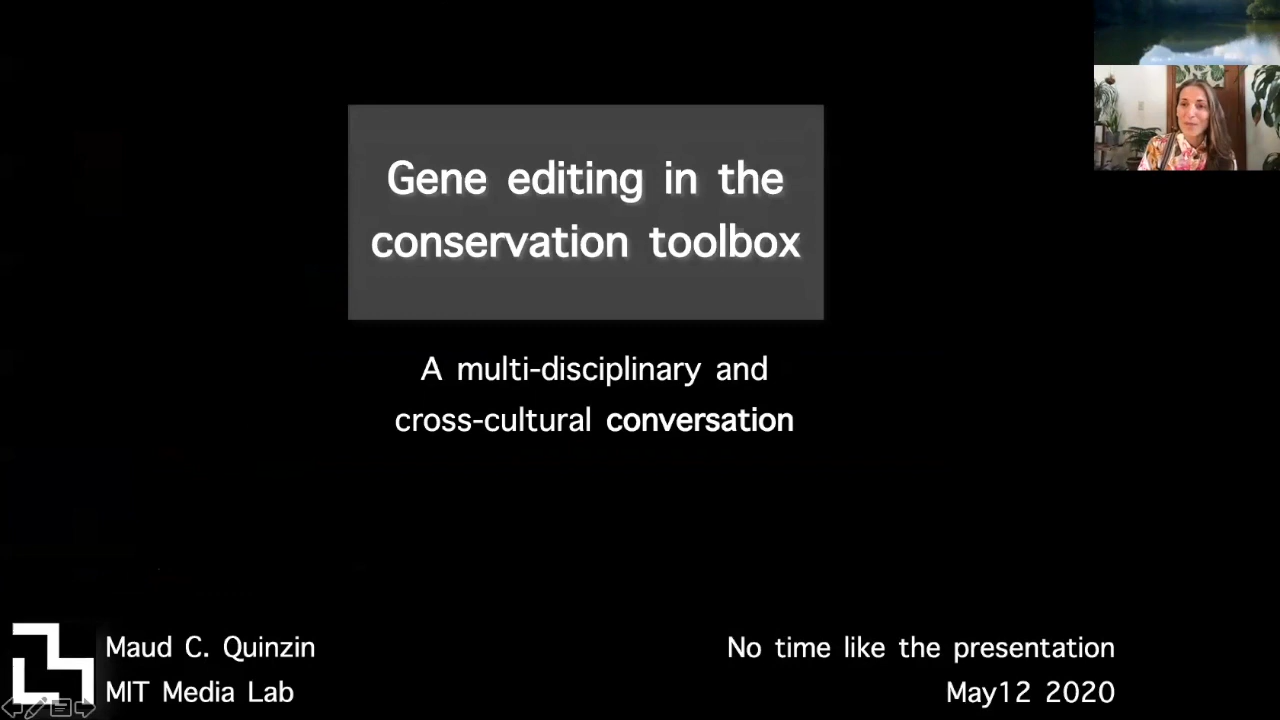 Gene editing in the
conservation toolbox
A multi-disciplinary and
cross-cultural conversation
Maud C. Quinzin
MIT Media Lab
No time like the presentation
May12 2020